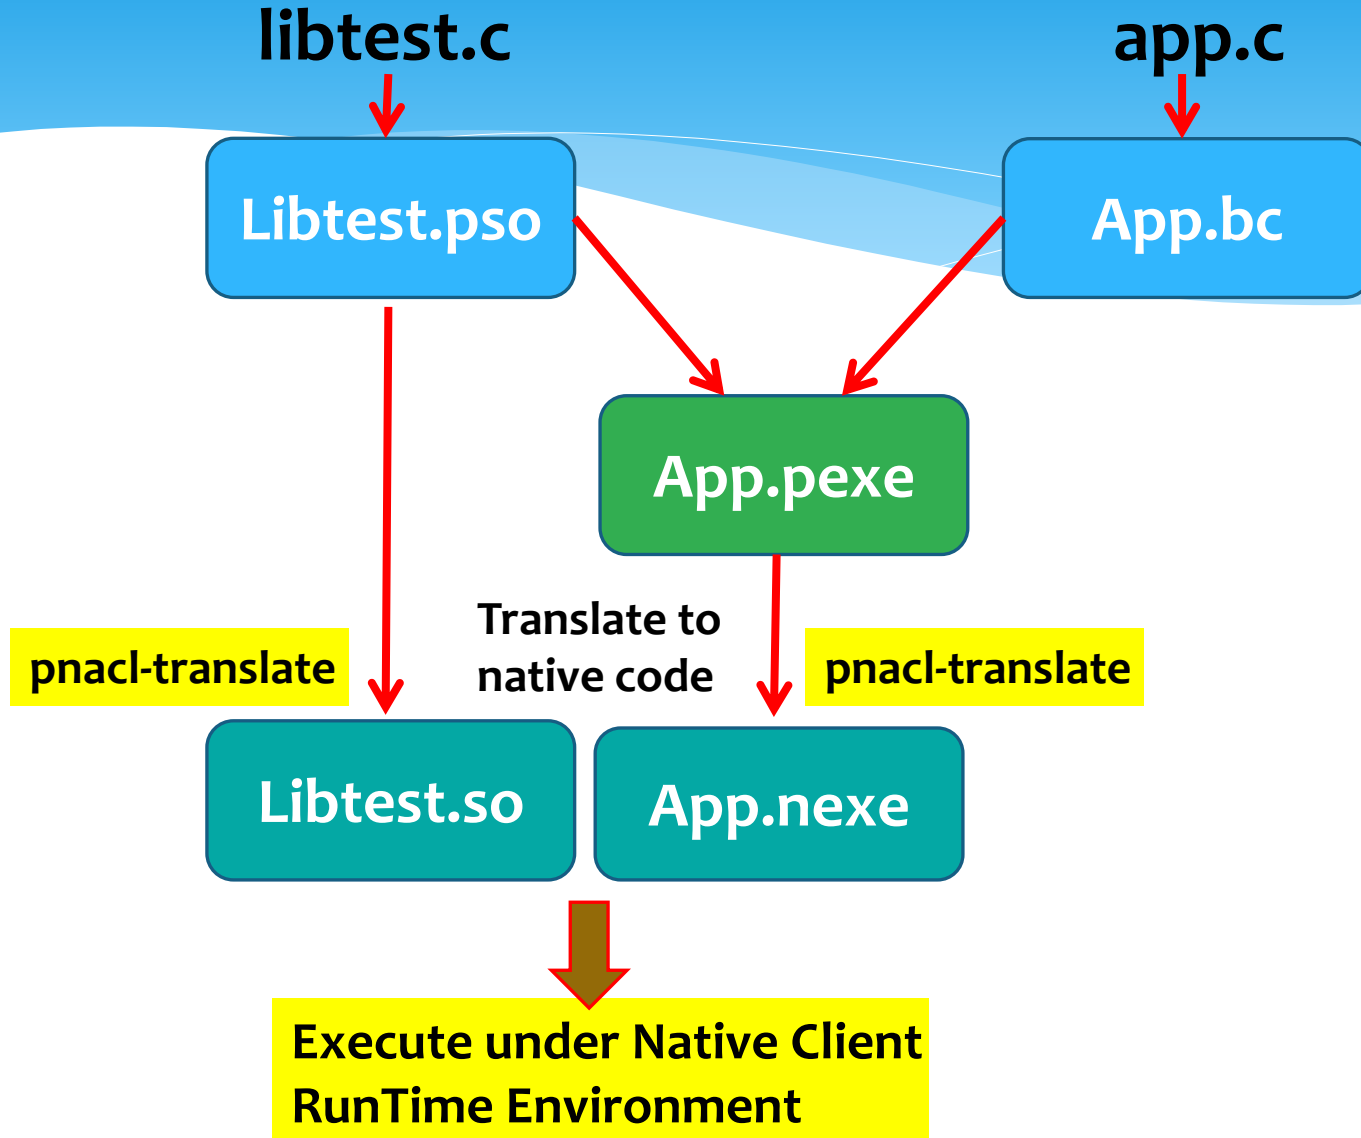 libtest.c
app.c
Libtest.pso
App.bc
App.pexe
Translate to
native code
pnacl-translate
pnacl-translate
Libtest.so
App.nexe
Execute under Native Client
RunTime Environment